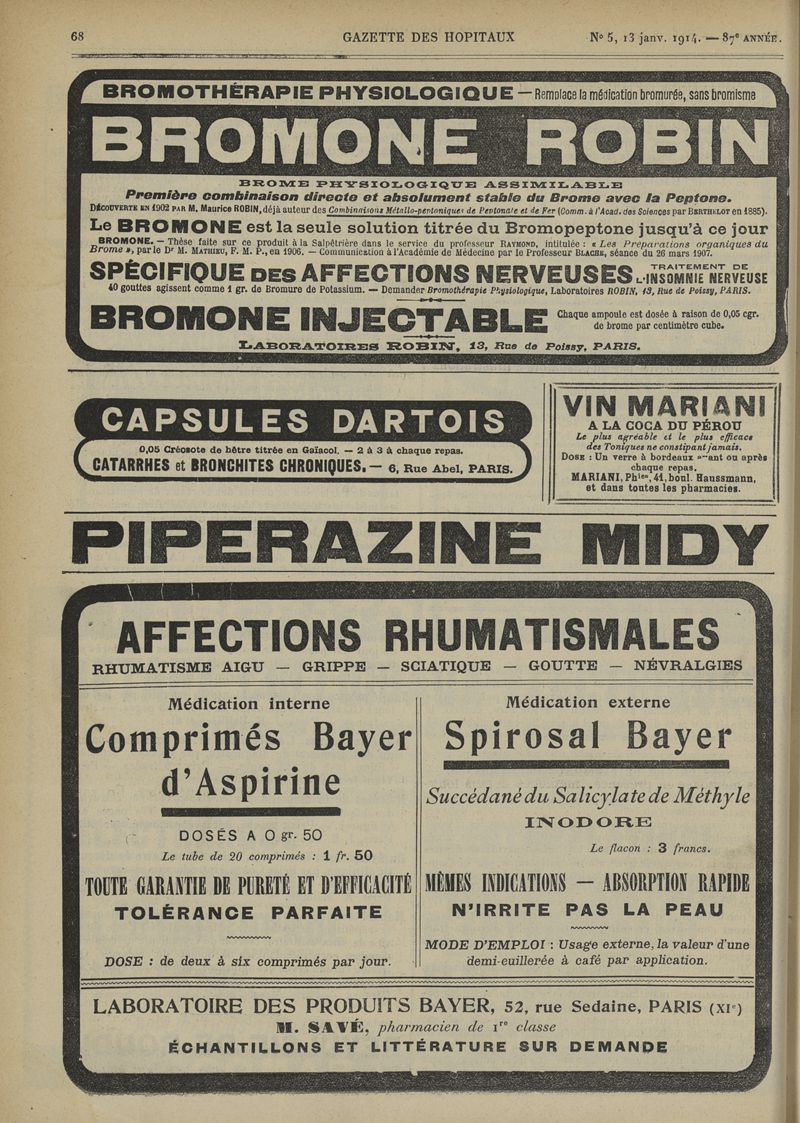 68 GAZETTE DES HOPITAUX N° 5, 13 janv. 1914. — 87e ANNÉE.
BROMOTHÉRAPIE PHYSIOLOGIQUE — Remplace la médication bromurée, sans bromisme
BROMONE ROBIN
BROME PHYSIOLOGIQUE ASSIMILABLE
Première combinaison directe et absolument stable du Brome avec la Peptone.
DÉCOUVERTE EN 1902 PAR M. Maurice ROBIN, déjà auteur des Combinaisons Métallo-peptoniques de Peptonate et de Fer (Comm. à l'Acad. des Sciences par BERTHELOT en 1885).
Le BROMONE est la seule solution titrée du Bromopeptone jusqu'à ce jour
BROMONE. — Thèse faite sur ce produit à la Salpêtrière dans le service du professeur RAYMOND, intitulée : « Les Préparations organiques du
Brome », par le Dr M. MATHIEU, F. M. P., en 1906. — Communication à l'Académie de Médecine par le Professeur BLACHE, séance du 26 mars 1907.
SPÉCIFIQUE DES AFFECTIONS NERVEUSES TRAITEMENT DE L'INSOMNIE NERVEUSE
40 gouttes agissent comme 1 gr. de Bromure de Potassium. — Demander Bromothérapie Physiologique, Laboratoires ROBIN, 13, Rue de Poissy, PARIS.
BROMONE INJECTABLE Chaque ampoule est dosée à raison de 0,05 cgr.
de brome par centimètre cube.
LABORATOIRES ROBIN, 13, Rue de Poissy, PARIS.
CAPSULES DARTOIS
0,05 Créosote de hêtre titrée en Gaïacol. — 2 à 3 à chaque repas.
CATARRHES et BRONCHITES CHRONIQUES. — 6, Rue Abel, PARIS.
VIN MARIANI
A LA COCA DU PÉROU
Le plus agréable et le plus efficace
des Toniques ne constipant jamais.
DOSE : Un verre à bordeaux ou après
chaque repas.
MARIANI, Phien, 41, boul. Haussmann,
et dans toutes les pharmacies.
PIPERAZINE MIDY
AFFECTIONS RHUMATISMALES
RHUMATISME AIGU — GRIPPE — SCIATIQUE — GOUTTE — NÉVRALGIES
Médication interne
Comprimés Bayer
d'Aspirine
DOSÉS A 0 gr. 50
Le tube de 20 comprimés : 1 fr. 50
TOUTE GARANTIE DE PURETÉ ET D'EFFICACITÉ
TOLÉRANCE PARFAITE
DOSE : de deux à six comprimés par jour.
Médication externe
Spirosal Bayer
Succédané du Salicylate de Méthyle
INODORE
Le flacon : 3 francs.
MÊMES INDICATIONS — ABSORPTION RAPIDE
N'IRRITE PAS LA PEAU
MODE D'EMPLOI : Usage externe, la valeur d'une
demi-euillerée à café par application.
LABORATOIRE DES PRODUITS BAYER, 52, rue Sedaine, PARIS (XIe)
M. SAVÉ, pharmacien de 1re classe
ÉCHANTILLONS ET LITTÉRATURE SUR DEMANDE